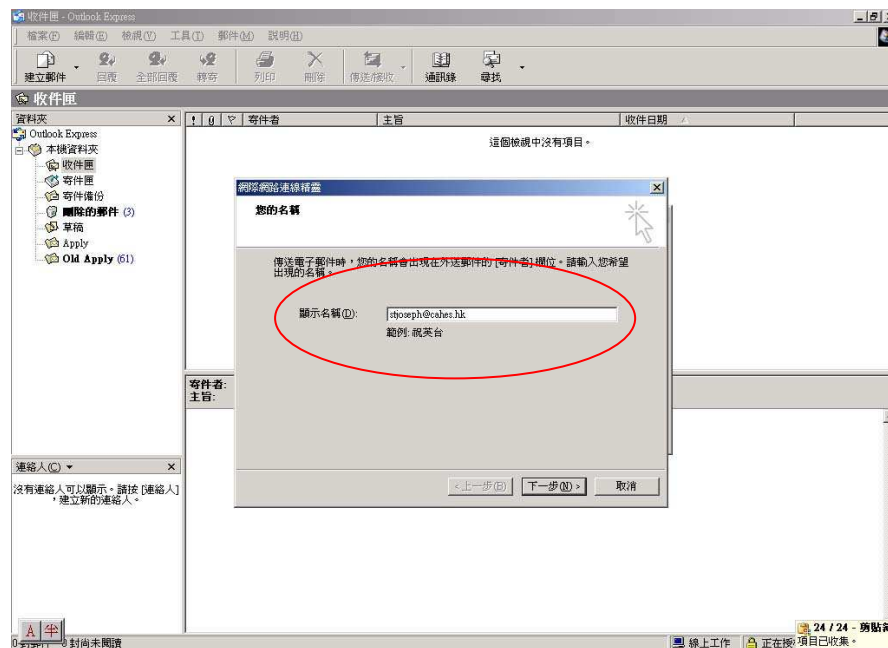 收件匣 - Outlook Express
檔案(F) 編輯(E) 檢視(V) 工具(T) 郵件(M) 說明(H)
建立郵件 回覆 全部回覆 轉寄 列印 刪除 傳送/接收 通訊錄 尋找
收件匣
資料夾
! 寄件者 主旨 收件日期
Outlook Express
這個檢視中沒有項目。
本機資料夾
收件匣
寄件匣
寄件備份
刪除的郵件 (3)
草稿
Apply
Old Apply (61)
網際網路連線精靈
您的名稱
傳送電子郵件時,您的名稱會出現在外送郵件的 [寄件者] 欄位。請輸入您希望
出現的名稱。
顯示名稱(D):
stjoseph@cahes.hk
範例: 祝英台
寄件者:
主旨:
<上一步(B) 下一步(N) > 取消
連絡人(C)
沒有連絡人可以顯示。請按 [連絡人]
,建立新的連絡人。
A 半
封尚未閱讀
線上工作
正在
24 / 24 - 剪貼
項目已收集。